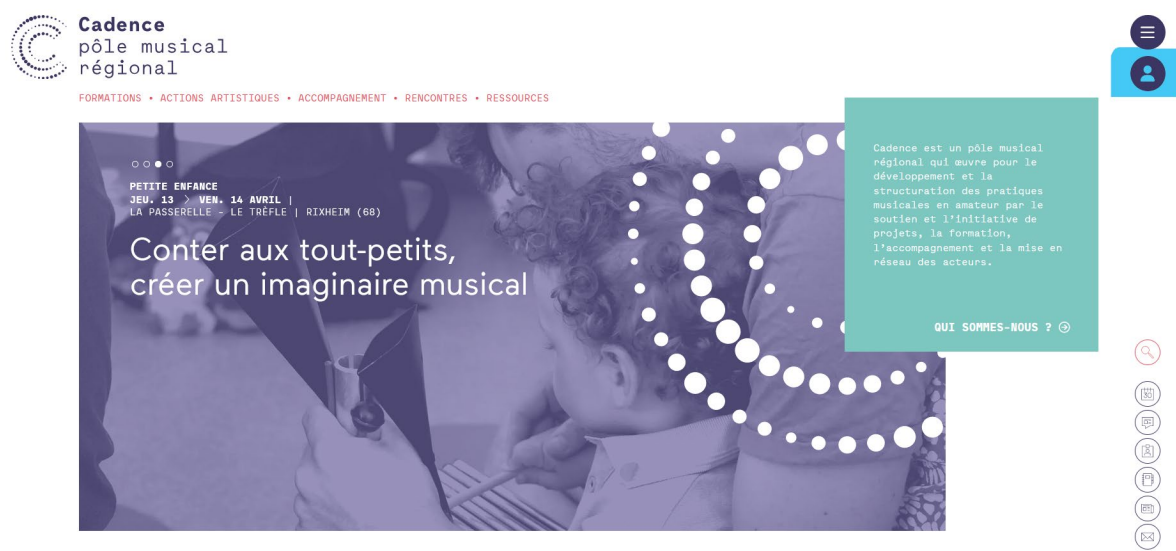 Cadence
pôle musical
régional
FORMATIONS • ACTIONS ARTISTIQUES • ACCOMPAGNEMENT • RENCONTRES • RESSOURCES
PETITE ENFANCE
JEU. 13 > VEN. 14 AVRIL |
LA PASSERELLE - LE TRÈFLE | RIXHEIM (68)
Conter aux tout-petits,
créer un imaginaire musical
Cadence est un pôle musical
régional qui œuvre pour le
développement et la
structuration des pratiques
musicales en amateur par le
soutien et l'initiative de
projets, la formation,
l'accompagnement et la mise en
réseau des acteurs.
QUI SOMMES-NOUS ?